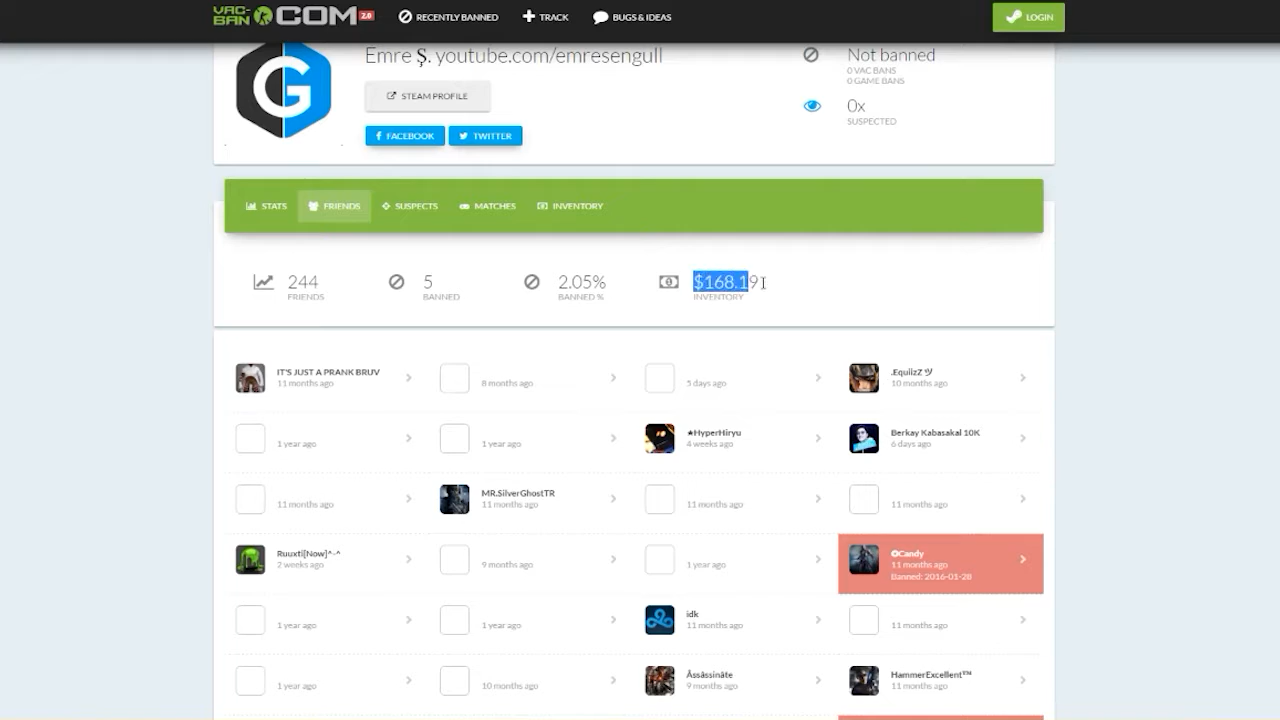 VAC-BAN COM 2.0 RECENTLY BANNED TRACK BUGS & IDEAS LOGIN
Emre Ş. youtube.com/emresengull
STEAM PROFILE
FACEBOOK TWITTER
Not banned
0 VAC BANS
0 GAME BANS
0x
SUSPECTED
STATS FRIENDS SUSPECTS MATCHES INVENTORY
244 5 2.05% $168.19
FRIENDS BANNED BANNED % INVENTORY
IT'S JUST A PRANK BRUV .EquiizZ ツ
11 months ago 8 months ago 5 days ago 10 months ago
★HyperHiryu Berkay Kabasakal 10K
1 year ago 1 year ago 4 weeks ago 6 days ago
MR.SilverGhostTR
11 months ago 11 months ago 11 months ago 11 months ago
Ruuxti[Now]^-^ ✪Candy
2 weeks ago 9 months ago 1 year ago 11 months ago
Banned: 2016-01-28
idk
1 year ago 1 year ago 11 months ago 11 months ago
Âssâssínâte HammerExcellent™
1 year ago 10 months ago 9 months ago 11 months ago